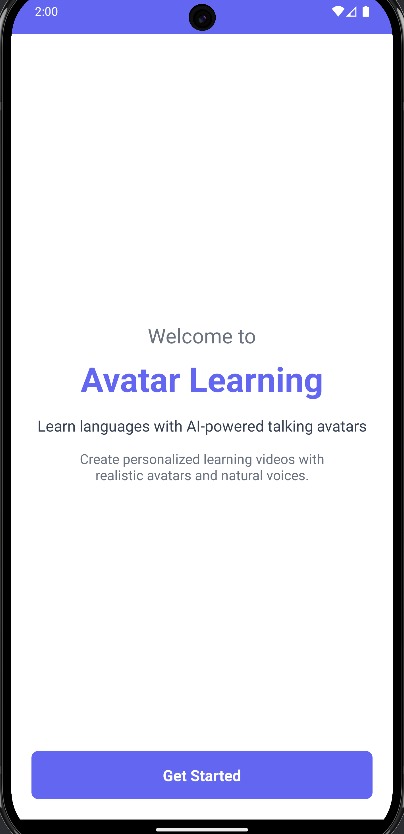 2:00
Welcome to
Avatar Learning
Learn languages with AI-powered talking avatars
Create personalized learning videos with
realistic avatars and natural voices.
Get Started